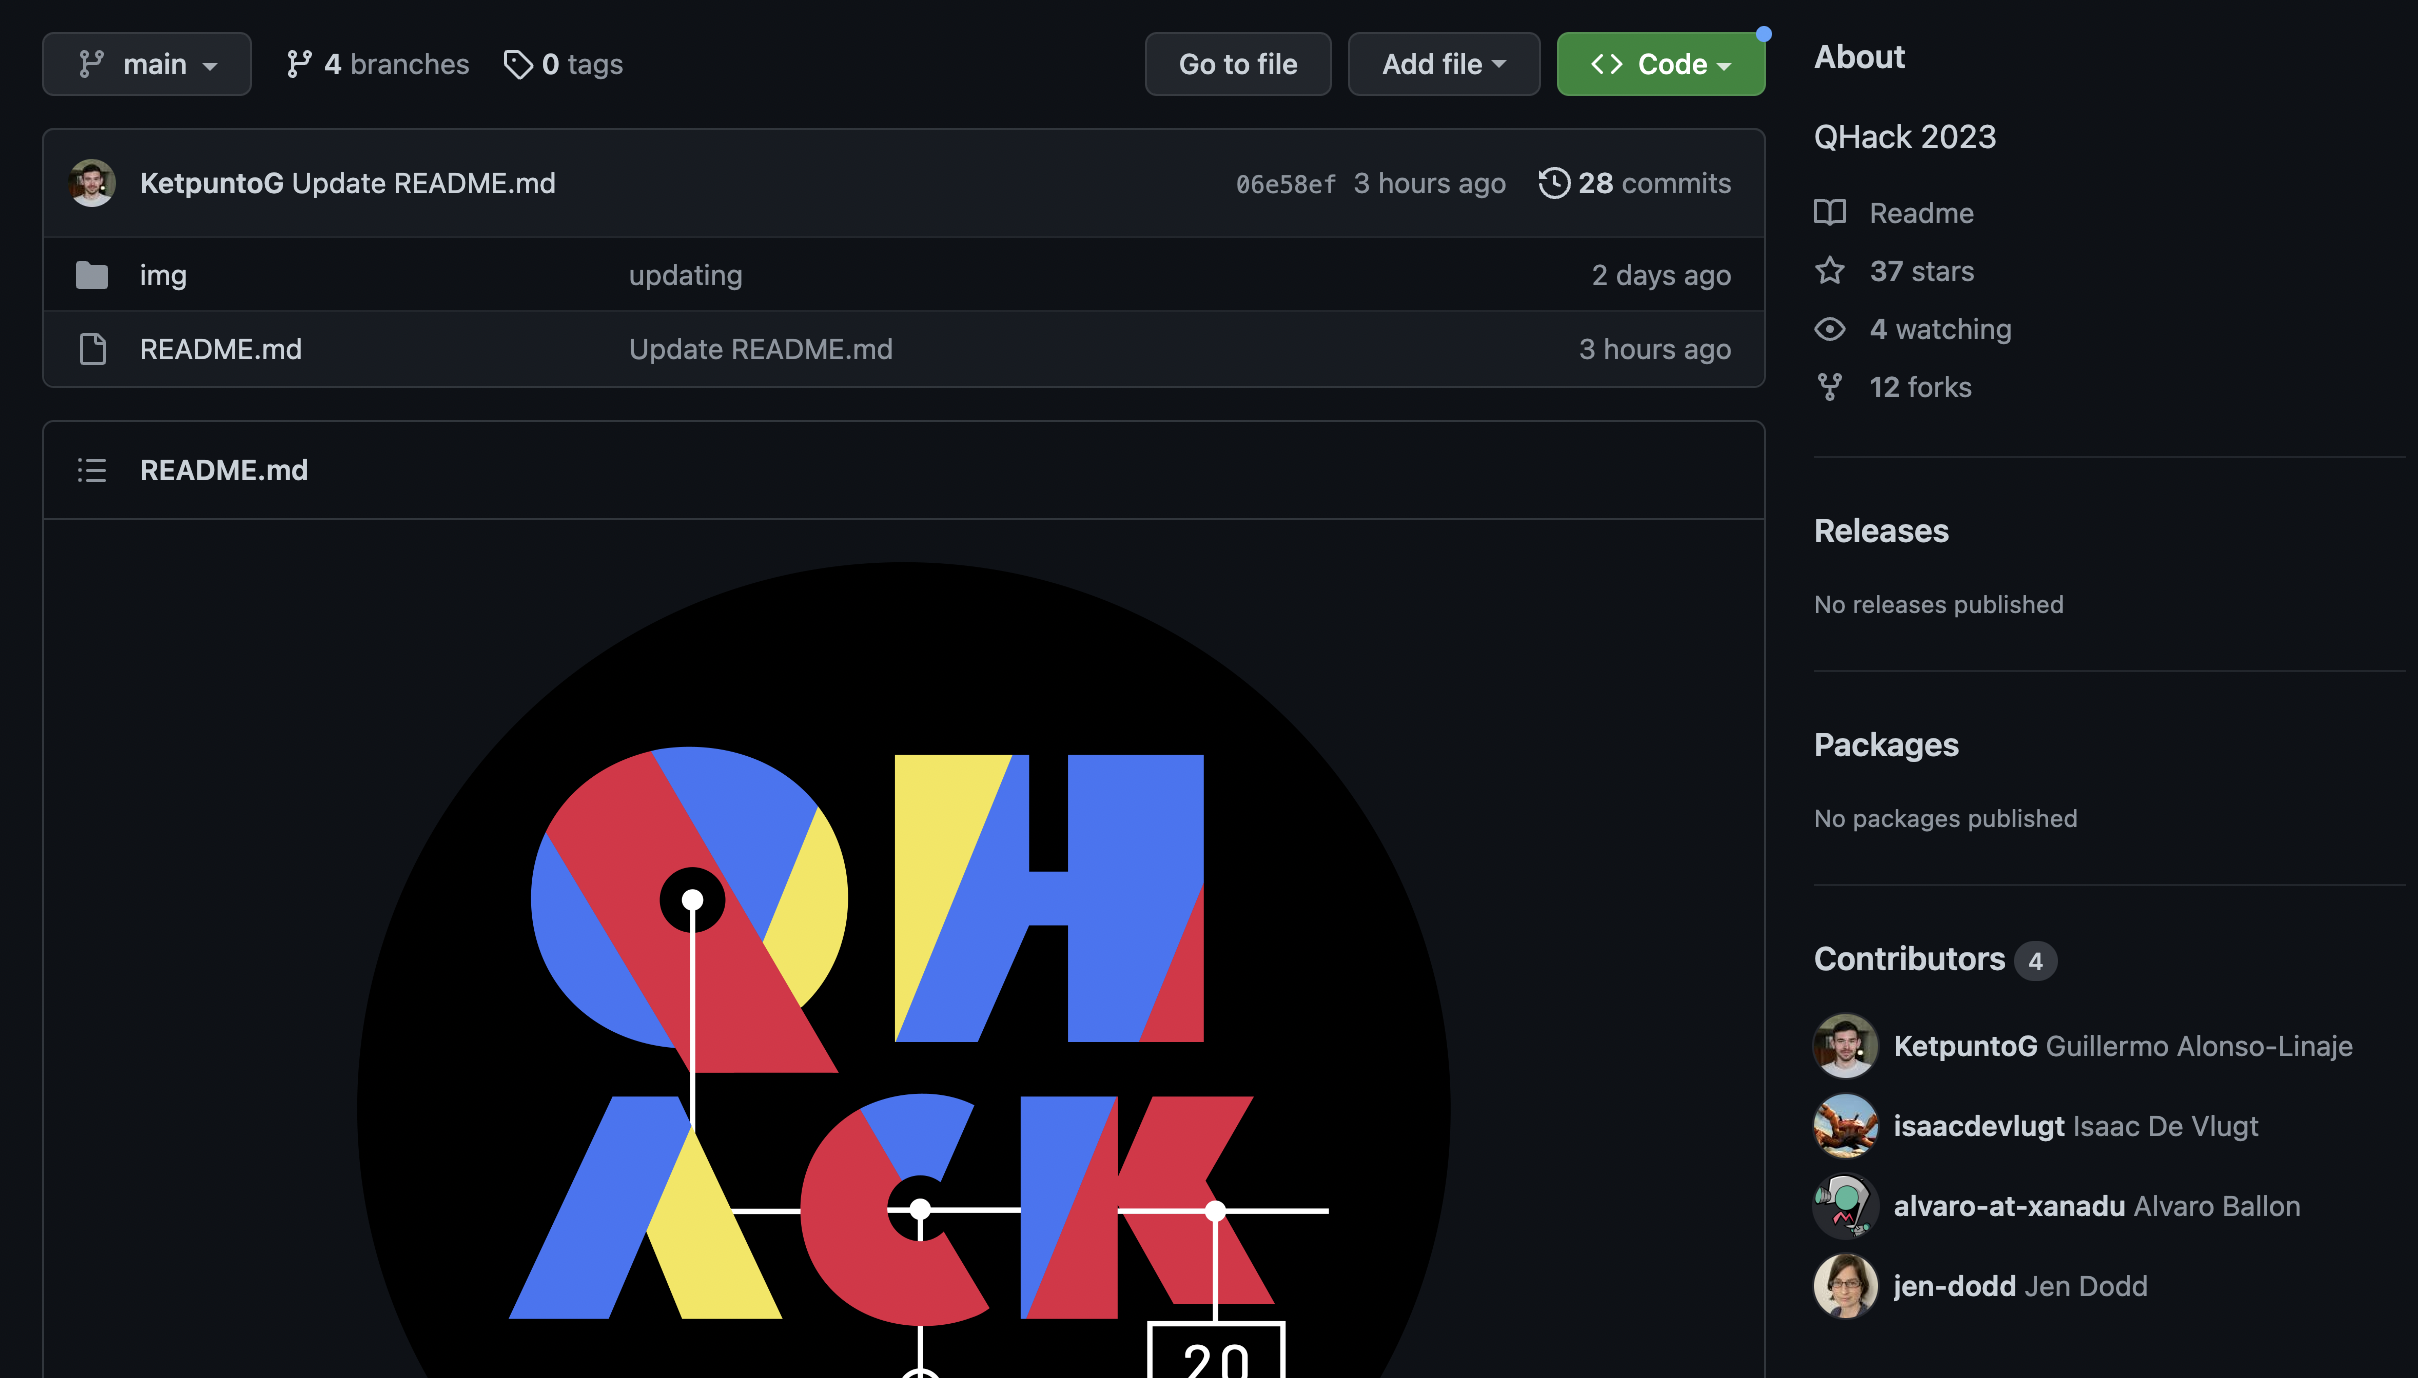 main
4 branches
0 tags
Go to file
Add file
Code
KetpuntoG Update README.md
06e58ef 3 hours ago
28 commits
img
updating
2 days ago
README.md
Update README.md
3 hours ago
README.md
QH
ACK
20
About
QHack 2023
Readme
37 stars
4 watching
12 forks
Releases
No releases published
Packages
No packages published
Contributors 4
KetpuntoG Guillermo Alonso-Linaje
isaacdevlugt Isaac De Vlugt
alvaro-at-xanadu Alvaro Ballon
jen-dodd Jen Dodd